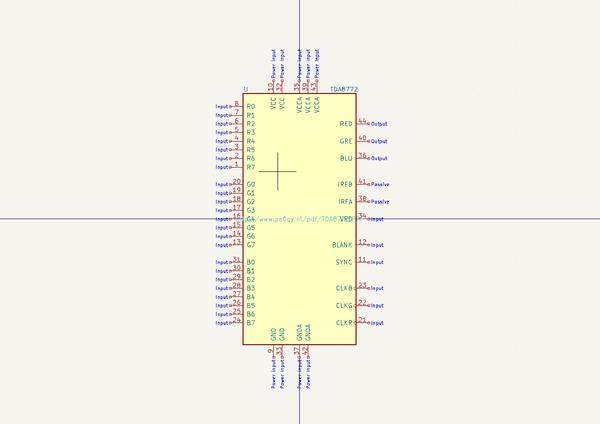 Power input Power input Power input Power input Power input
10 32 35 39 43
U TDA8772
VCC VCC VCCA VCCA VCCA
Input 8 R0
Input 7 R1
Input 6 R2 RED 44 Output
Input 5 R3
Input 4 R4 GRE 40 Output
Input 3 R5
Input 2 R6 BLU 36 Output
Input 1 R7
Input 20 G0 IRFB 41 Passive
Input 19 G1
Input 18 G2 IRFA 38 Passive
Input 17 G3
Input 16 G4 34 Input
Input 15 G5
Input 14 G6
Input 13 G7 BLANK 12 Input
Input 31 B0 SYNC 11 Input
Input 30 B1
Input 29 B2
Input 28 B3 CLKB 23 Input
Input 27 B4
Input 26 B5 CLKG 22 Input
Input 25 B6
Input 24 B7 CLKR 21 Input
GND GND GNDA GNDA
9 33 37 42
Power input Power input Power input Power input